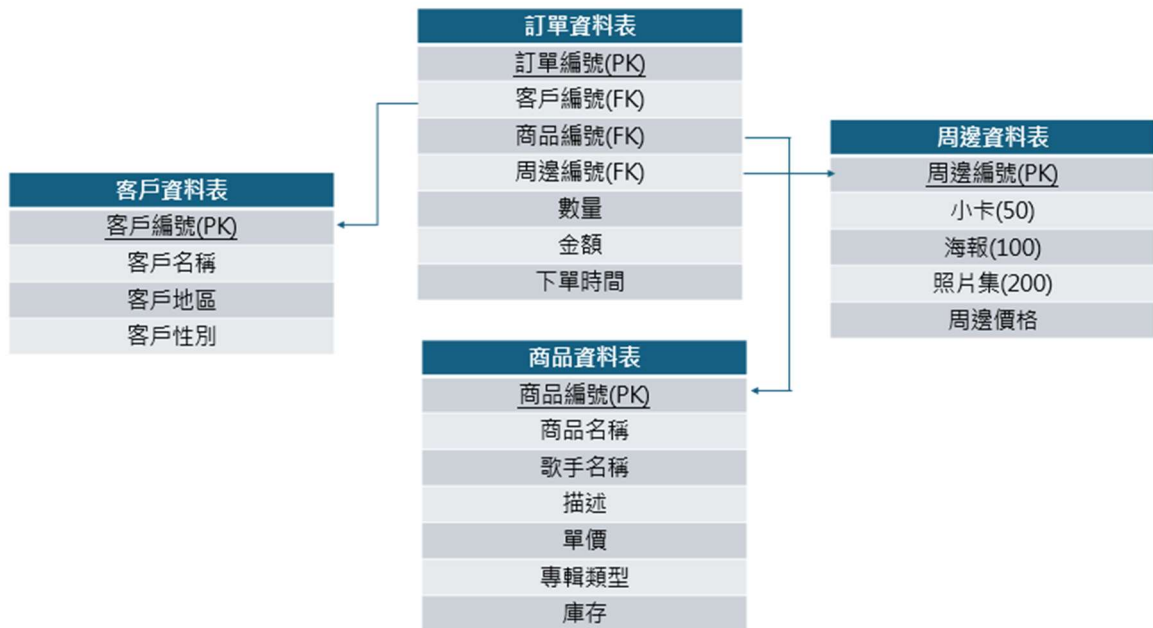 訂單資料表
訂單編號(PK)
客戶編號(FK)
商品編號(FK)
周邊編號(FK)
數量
金額
下單時間
客戶資料表
客戶編號(PK)
客戶名稱
客戶地區
客戶性別
周邊資料表
周邊編號(PK)
小卡(50)
海報(100)
照片集(200)
周邊價格
商品資料表
商品編號(PK)
商品名稱
歌手名稱
描述
單價
專輯類型
庫存